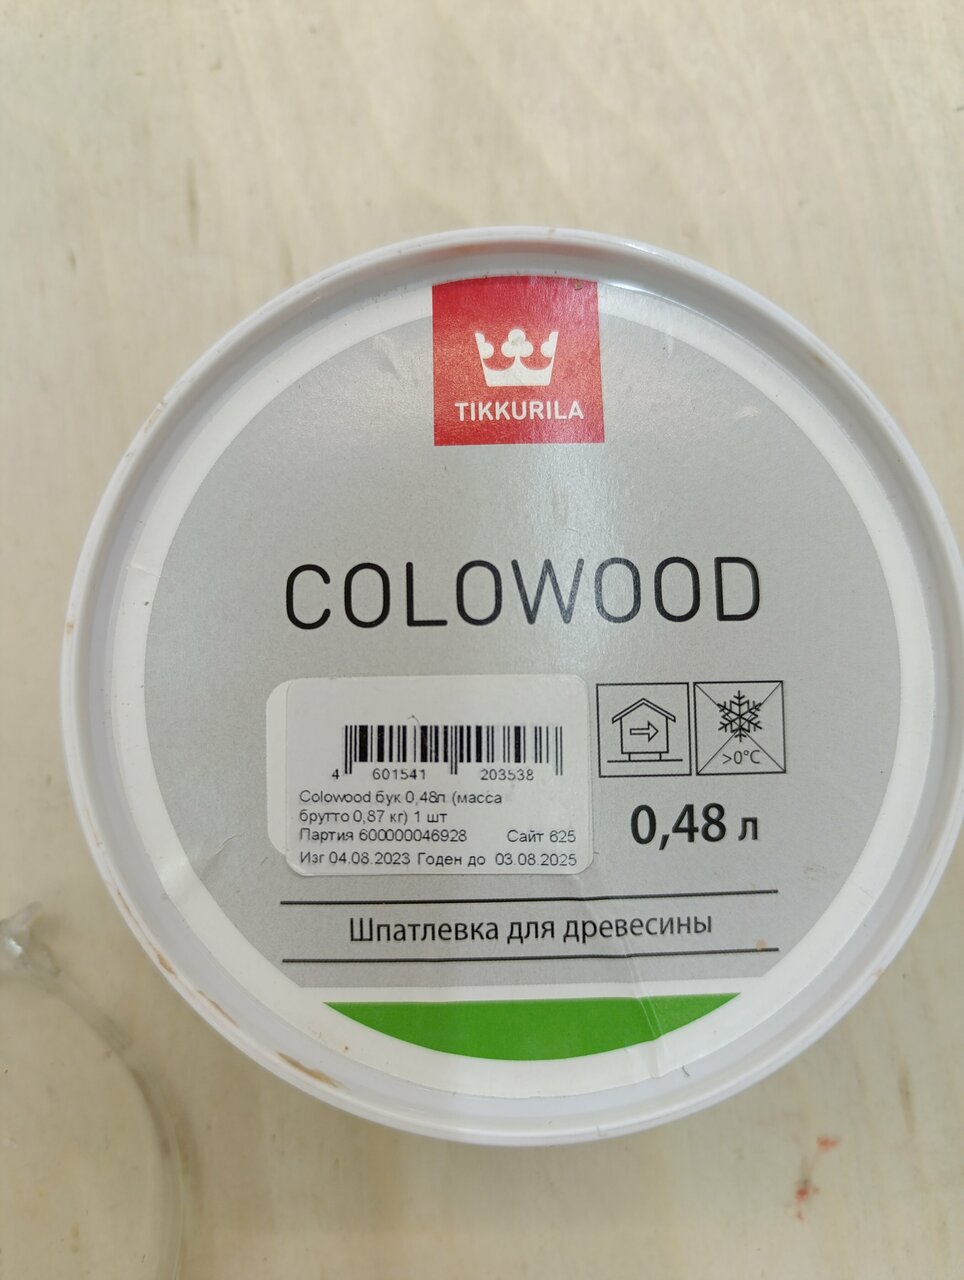 TIKKURILA
COLOWOOD
4 601541 203538
Colowood бук 0,48л (масса
брутто 0,87 кг) 1 шт
Партия 600000046928 Сайт 625
Изг 04.08.2023 Годен до 03.08.2025
>0°C
0,48 л
Шпатлевка для древесины